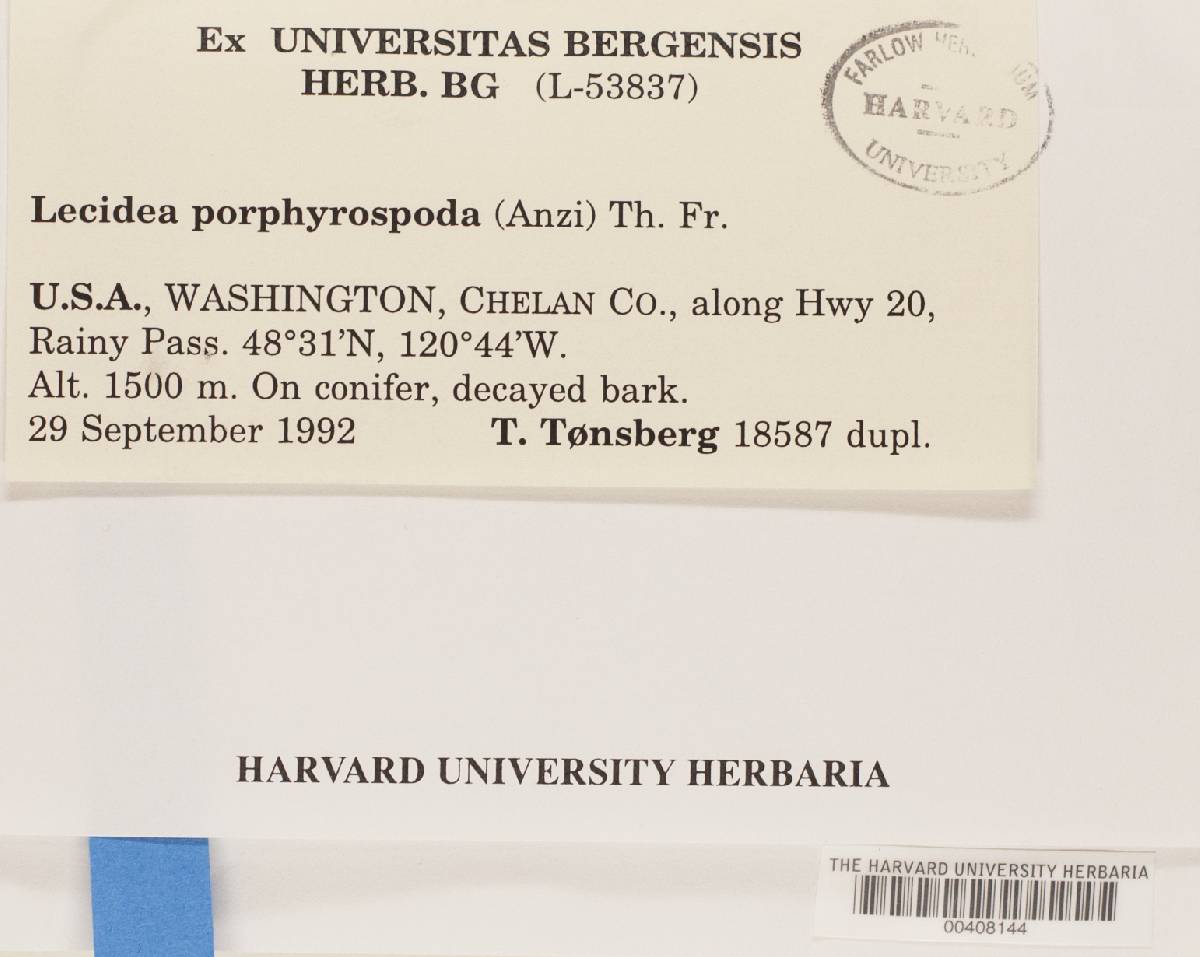 Ex UNIVERSITAS BERGENSIS
HERB. BG (L-53837)
FARLOW
HARVARD
UNIVERSITY
Lecidea porphyrospoda (Anzi) Th. Fr.
U.S.A., WASHINGTON, CHELAN CO., along Hwy 20,
Rainy Pass. 48°31’N, 120°44’W.
Alt. 1500 m. On conifer, decayed bark.
29 September 1992 T. Tønsberg 18587 dupl.
HARVARD UNIVERSITY HERBARIA
THE HARVARD UNIVERSITY HERBARIA
00408144